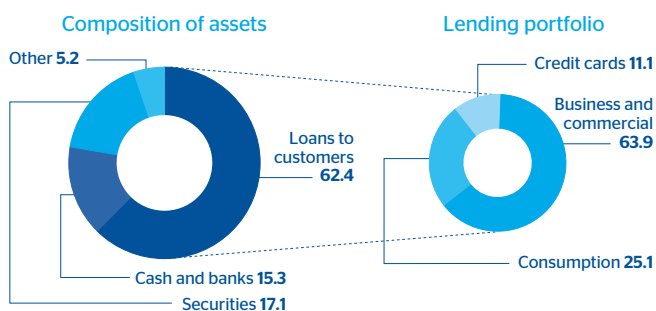 Composition of assets
Other 5.2
Loans to
customers
62.4
Cash and banks 15.3
Securities 17.1
Lending portfolio
Credit cards 11.1
Business and
commercial
63.9
Consumption 25.1